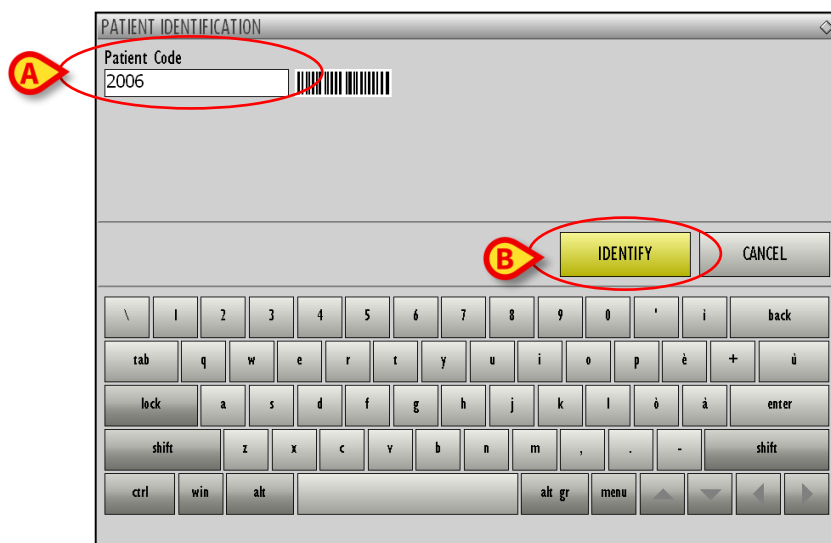 PATIENT IDENTIFICATION
Patient Code
A
2006
B
IDENTIFY CANCEL
\ 1 2 3 4 5 6 7 8 9 0 ' ì back
tab q w e r t y u i o p è + ù
lock a s d f g h j k l ò à enter
shift z x c v b n m , . - shift
ctrl win alt alt gr menu